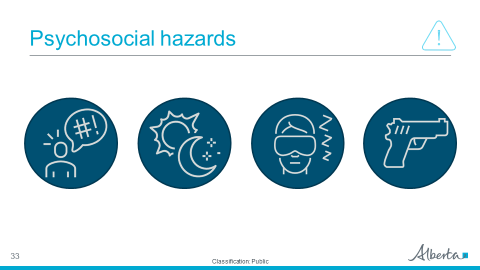 Psychosocial hazards
!
#!
Z
Z
Z
Z
33
Classification: Public
Alberta